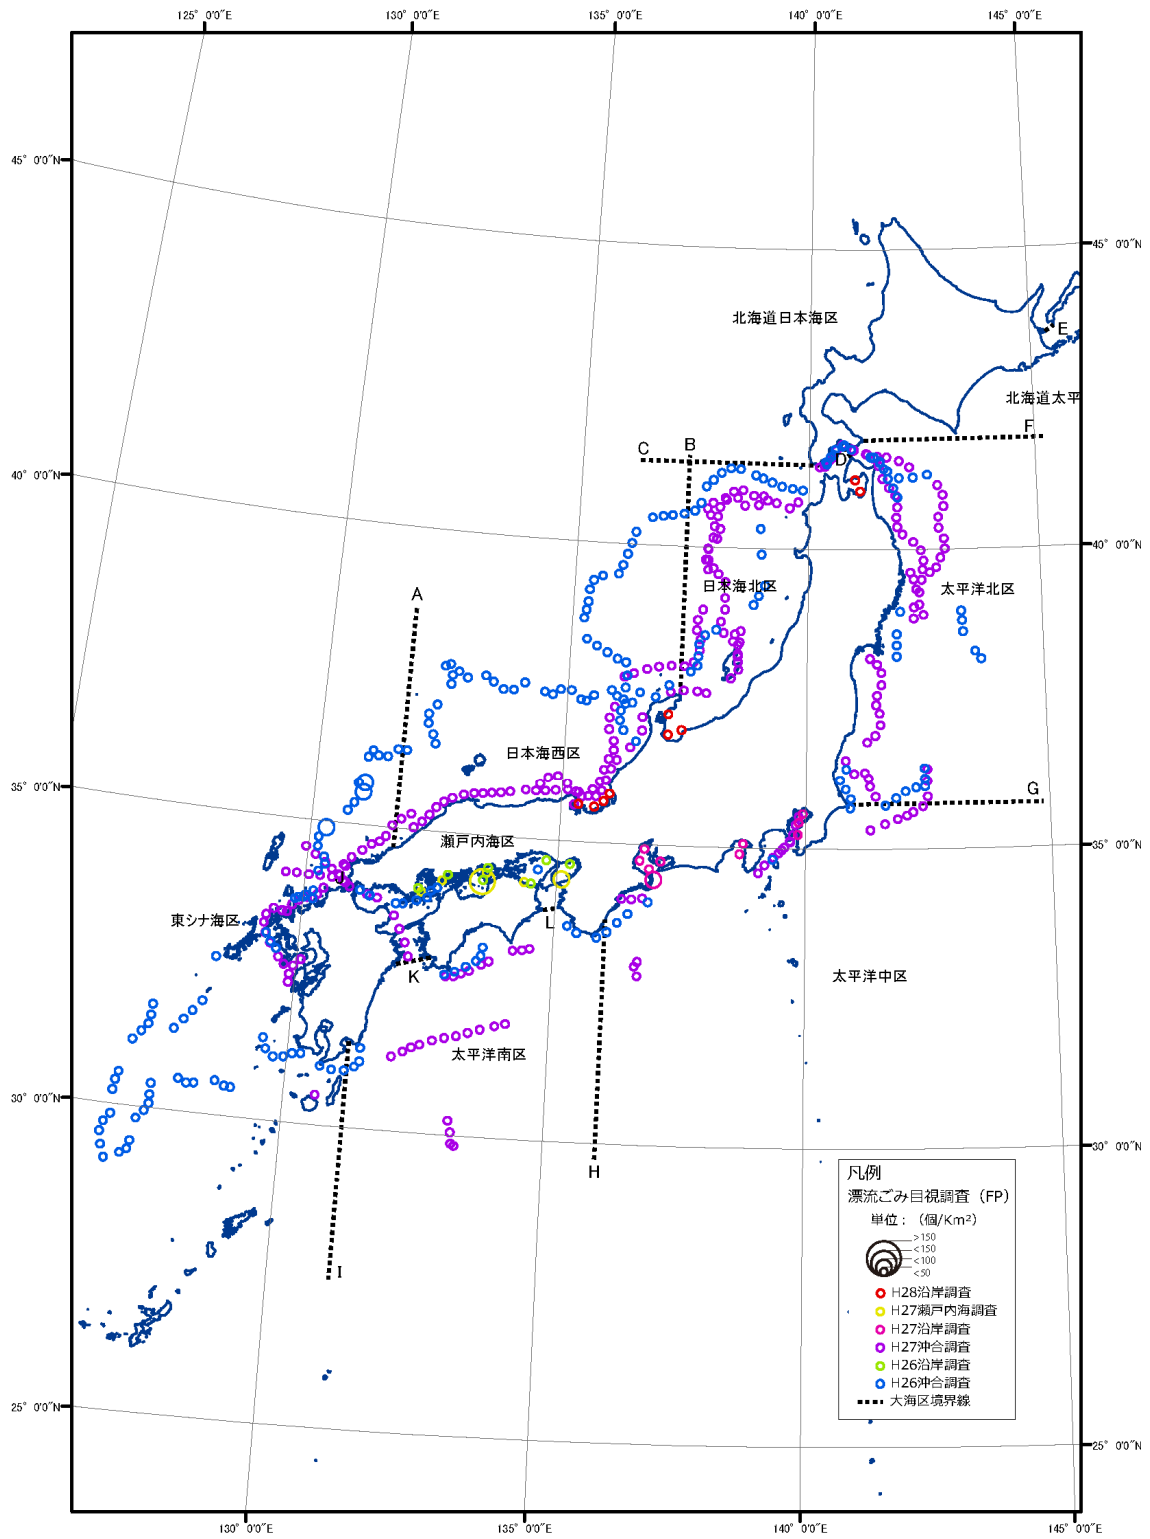 125° 0'0"E
130° 0'0"E
135° 0'0"E
140° 0'0"E
145° 0'0"E
45° 0'0"N
45° 0'0"N
北海道日本海区
E
北海道太平
F
C
B
D
40° 0'0"N
40° 0'0"N
日本海北区
太平洋北区
A
日本海西区
35° 0'0"N
G
瀬戸内海区
35° 0'0"N
J
東シナ海区
L
K
太平洋中区
太平洋南区
30° 0'0"N
30° 0'0"N
H
I
凡例
漂流ごみ目視調査（FP）
単位：（個/Km²）
>150
<150
<100
<50
H28沿岸調査
H27瀬戸内海調査
H27沿岸調査
H27沖合調査
H26沿岸調査
H26沖合調査
大海区境界線
25° 0'0"N
25° 0'0"N
130° 0'0"E
135° 0'0"E
140° 0'0"E
145° 0'0"E